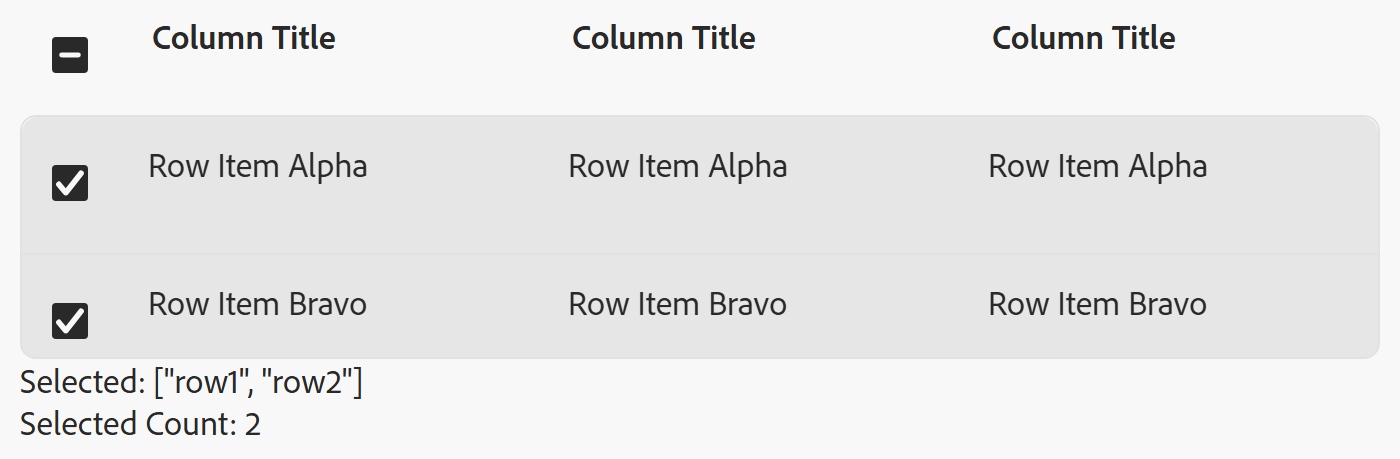 Column Title Column Title Column Title
Row Item Alpha Row Item Alpha Row Item Alpha
Row Item Bravo Row Item Bravo Row Item Bravo
Selected: ["row1", "row2"]
Selected Count: 2